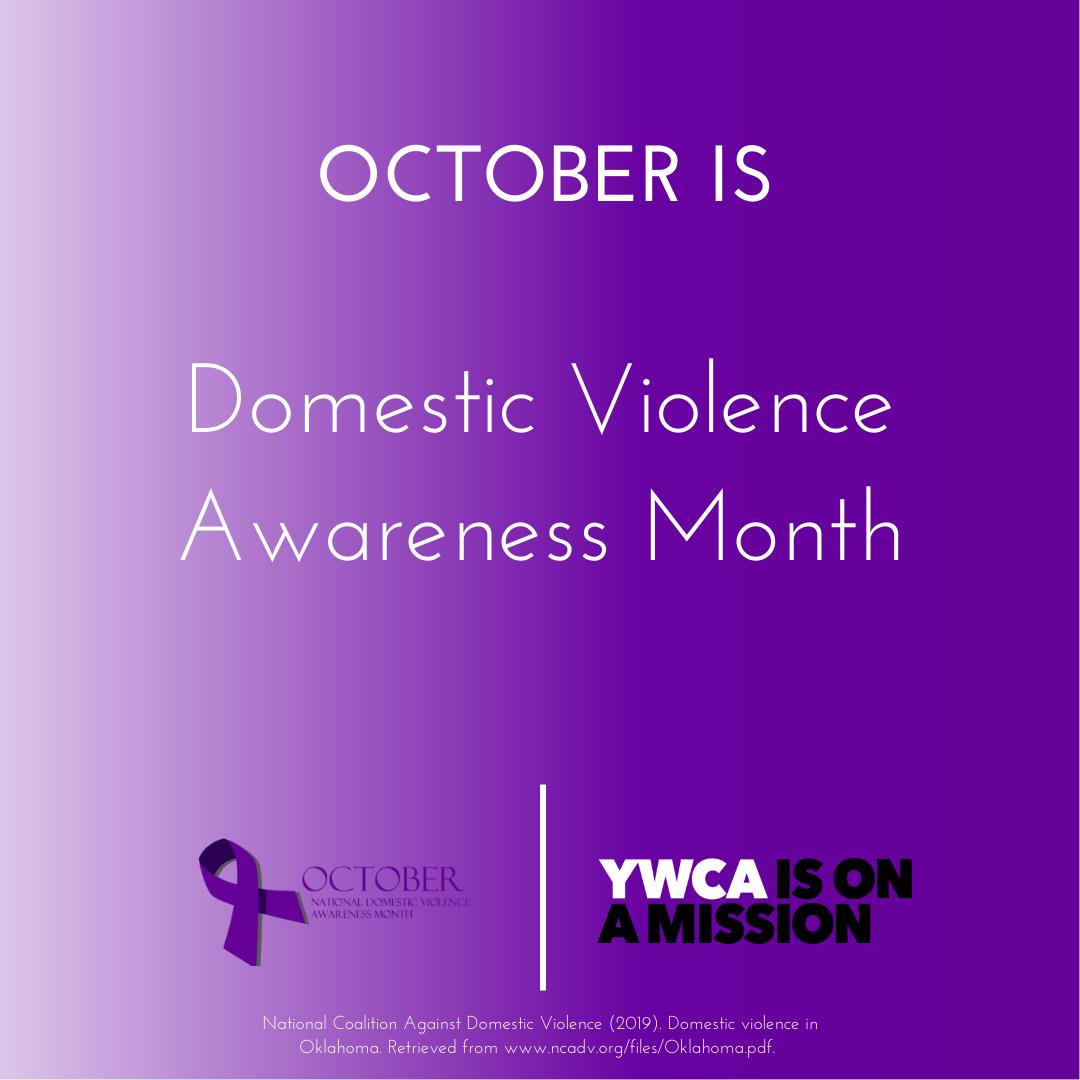 OCTOBER IS
Domestic Violence
Awareness Month
OCTOBER
NATIONAL DOMESTIC VIOLENCE
AWARENESS MONTH
YWCA IS ON
A MISSION
National Coalition Against Domestic Violence (2019). Domestic violence in
Oklahoma. Retrieved from www.ncadv.org/files/Oklahoma.pdf.